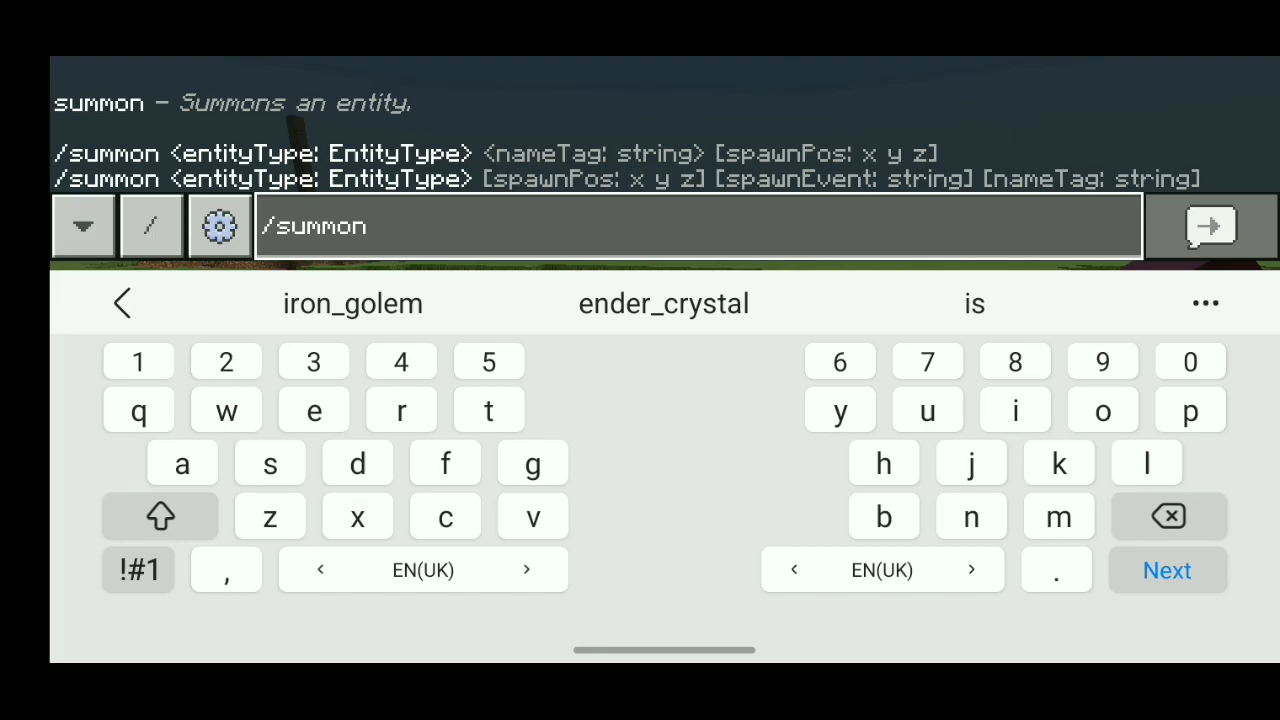 summon - Summons an entity.
/summon <entityType: EntityType> <nameTag: string> [spawnPos: x y z]
/summon <entityType: EntityType> [spawnPos: x y z] [spawnEvent: string] [nameTag: string]
/ /summon
iron_golem ender_crystal is •••
1 2 3 4 5 6 7 8 9 0
q w e r t y u i o p
a s d f g h j k l
z x c v b n m
!#1 , < EN(UK) > < EN(UK) > . Next